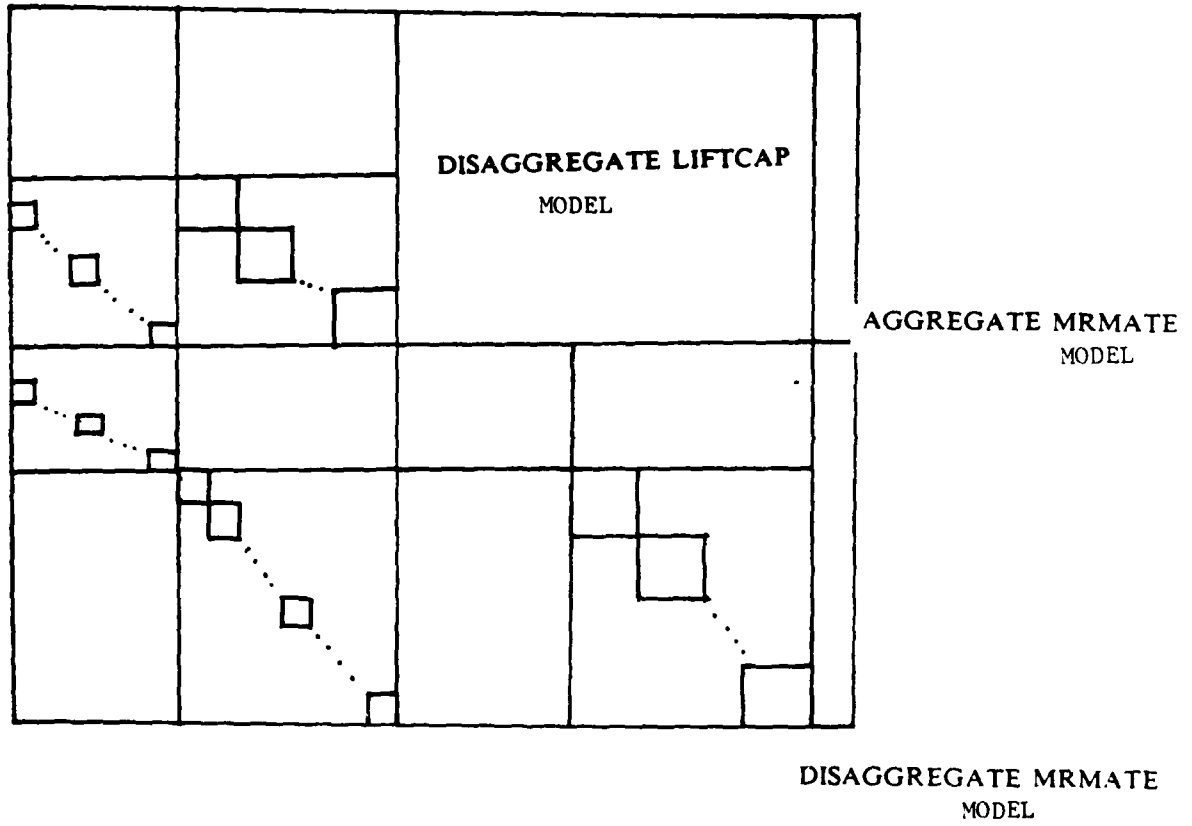 DISAGGREGATE LIFTCAP
MODEL
AGGREGATE MRMATE
MODEL
DISAGGREGATE MRMATE
MODEL